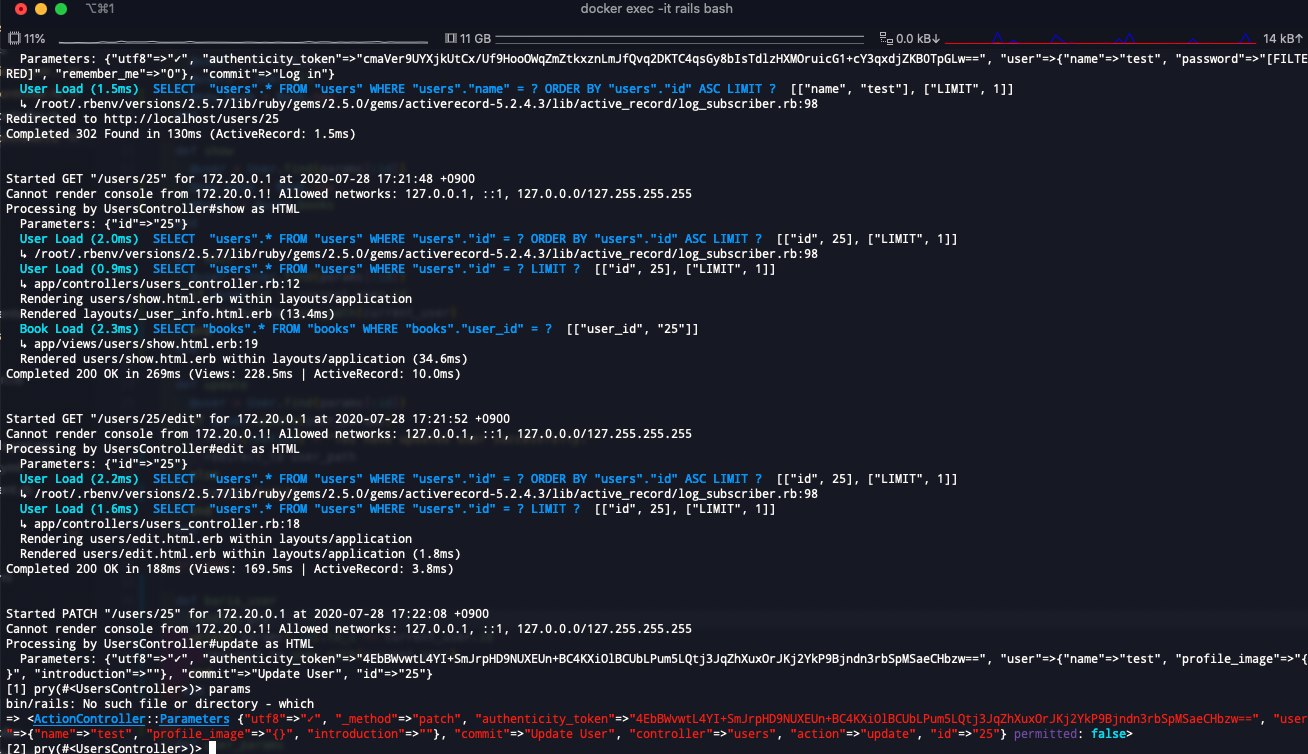 ⌥⌘1 docker exec -it rails bash
11% 11 GB 0.0 kB↓ 14 kB↑
Parameters: {"utf8"=>"✓", "authenticity_token"=>"cmaVer9UYXjkUtCx/Uf9HooOWqZmZtkxznLmJfQvq2DKTC4qsGy8bIsTdlzHXMOruicG1+cY3qxdjZKB0TpGLw==", "user"=>{"name"=>"test", "password"=>"[FILTE
RED]", "remember_me"=>"0"}, "commit"=>"Log in"}
User Load (1.5ms)  SELECT  "users".* FROM "users" WHERE "users"."name" = ? ORDER BY "users"."id" ASC LIMIT ?  [["name", "test"], ["LIMIT", 1]]
↳ /root/.rbenv/versions/2.5.7/lib/ruby/gems/2.5.0/gems/activerecord-5.2.4.3/lib/active_record/log_subscriber.rb:98
Redirected to http://localhost/users/25
Completed 302 Found in 130ms (ActiveRecord: 1.5ms)
Started GET "/users/25" for 172.20.0.1 at 2020-07-28 17:21:48 +0900
Cannot render console from 172.20.0.1! Allowed networks: 127.0.0.1, ::1, 127.0.0.0/127.255.255.255
Processing by UsersController#show as HTML
Parameters: {"id"=>"25"}
User Load (2.0ms)  SELECT  "users".* FROM "users" WHERE "users"."id" = ? ORDER BY "users"."id" ASC LIMIT ?  [["id", 25], ["LIMIT", 1]]
↳ /root/.rbenv/versions/2.5.7/lib/ruby/gems/2.5.0/gems/activerecord-5.2.4.3/lib/active_record/log_subscriber.rb:98
User Load (0.9ms)  SELECT  "users".* FROM "users" WHERE "users"."id" = ? LIMIT ?  [["id", 25], ["LIMIT", 1]]
↳ app/controllers/users_controller.rb:12
Rendering users/show.html.erb within layouts/application
Rendered layouts/_user_info.html.erb (13.4ms)
Book Load (2.3ms)  SELECT "books".* FROM "books" WHERE "books"."user_id" = ?  [["user_id", "25"]]
↳ app/views/users/show.html.erb:19
Rendered users/show.html.erb within layouts/application (34.6ms)
Completed 200 OK in 269ms (Views: 228.5ms | ActiveRecord: 10.0ms)
Started GET "/users/25/edit" for 172.20.0.1 at 2020-07-28 17:21:52 +0900
Cannot render console from 172.20.0.1! Allowed networks: 127.0.0.1, ::1, 127.0.0.0/127.255.255.255
Processing by UsersController#edit as HTML
Parameters: {"id"=>"25"}
User Load (2.2ms)  SELECT  "users".* FROM "users" WHERE "users"."id" = ? ORDER BY "users"."id" ASC LIMIT ?  [["id", 25], ["LIMIT", 1]]
↳ /root/.rbenv/versions/2.5.7/lib/ruby/gems/2.5.0/gems/activerecord-5.2.4.3/lib/active_record/log_subscriber.rb:98
User Load (1.6ms)  SELECT  "users".* FROM "users" WHERE "users"."id" = ? LIMIT ?  [["id", 25], ["LIMIT", 1]]
↳ app/controllers/users_controller.rb:18
Rendering users/edit.html.erb within layouts/application
Rendered users/edit.html.erb within layouts/application (1.8ms)
Completed 200 OK in 188ms (Views: 169.5ms | ActiveRecord: 3.8ms)
Started PATCH "/users/25" for 172.20.0.1 at 2020-07-28 17:22:08 +0900
Cannot render console from 172.20.0.1! Allowed networks: 127.0.0.1, ::1, 127.0.0.0/127.255.255.255
Processing by UsersController#update as HTML
Parameters: {"utf8"=>"✓", "authenticity_token"=>"4EbBWvwtL4YI+SmJrpHD9NUXEUn+BC4KXiOlBCUbLPum5LQtj3JqZhXuxOrJKj2YkP9Bjndn3rbSpMSaeCHbzw==", "user"=>{"name"=>"test", "profile_image"=>"{
}", "introduction"=>""}, "commit"=>"Update User", "id"=>"25"}
[1] pry(#<UsersController>)> params
bin/rails: No such file or directory - which
=> <ActionController::Parameters {"utf8"=>"✓", "_method"=>"patch", "authenticity_token"=>"4EbBWvwtL4YI+SmJrpHD9NUXEUn+BC4KXiOlBCUbLPum5LQtj3JqZhXuxOrJKj2YkP9Bjndn3rbSpMSaeCHbzw==", "user
"=>{"name"=>"test", "profile_image"=>"{}", "introduction"=>""}, "commit"=>"Update User", "controller"=>"users", "action"=>"update", "id"=>"25"} permitted: false>
[2] pry(#<UsersController>)>